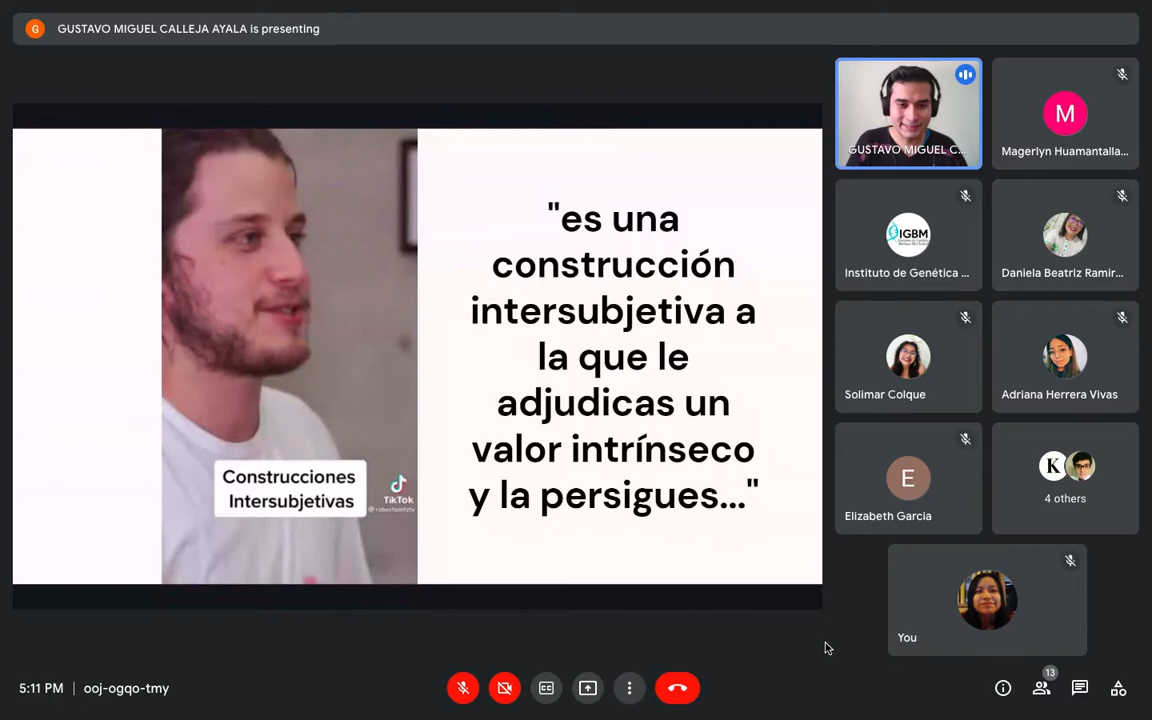 G
GUSTAVO MIGUEL CALLEJA AYALA is presenting
"es una
construcción
intersubjetiva a
la que le
adjudicas un
valor intrínseco
y la persigues..."
Construcciones
Intersubjetivas
TikTok
GUSTAVO MIGUEL C...
M
Magerlyn Huamantalla...
IGBM
Instituto de Genética ...
Daniela Beatriz Ramir...
Solimar Colque
Adriana Herrera Vivas
E
Elizabeth Garcia
K
4 others
You
5:11 PM
ooj-ogqo-tmy
CC
13